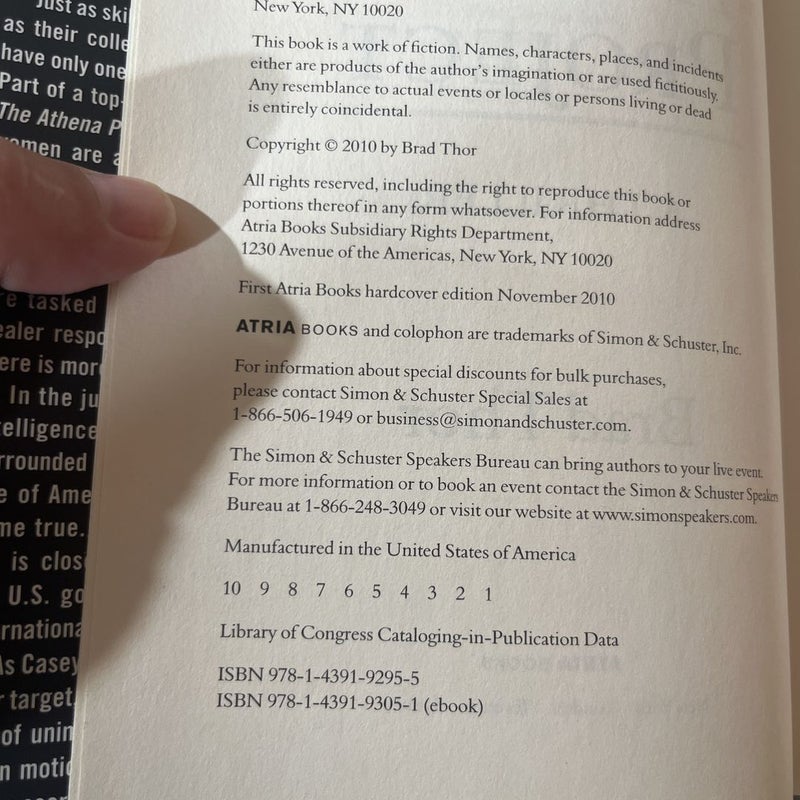 Just as ski
as their colle
have only one
Part of a top-
The Athena P
women are a
re tasked
ealer respo
ere is mor
In the ju
telligence
rrounded
e of Ame
me true.
is clos
U.S. go
rnationa
As Casey
r target,
of unin
n motio
New York, NY 10020
This book is a work of fiction. Names, characters, places, and incidents
either are products of the author's imagination or are used fictitiously.
Any resemblance to actual events or locales or persons living or dead
is entirely coincidental.
Copyright © 2010 by Brad Thor
All rights reserved, including the right to reproduce this book or
portions thereof in any form whatsoever. For information address
Atria Books Subsidiary Rights Department,
1230 Avenue of the Americas, New York, NY 10020
First Atria Books hardcover edition November 2010
ATRIA BOOKS and colophon are trademarks of Simon & Schuster, Inc.
For information about special discounts for bulk purchases,
please contact Simon & Schuster Special Sales at
1-866-506-1949 or business@simonandschuster.com.
The Simon & Schuster Speakers Bureau can bring authors to your live event.
For more information or to book an event contact the Simon & Schuster Speakers
Bureau at 1-866-248-3049 or visit our website at www.simonspeakers.com.
Manufactured in the United States of America
10 9 8 7 6 5 4 3 2 1
Library of Congress Cataloging-in-Publication Data
ISBN 978-1-4391-9295-5
ISBN 978-1-4391-9305-1 (ebook)